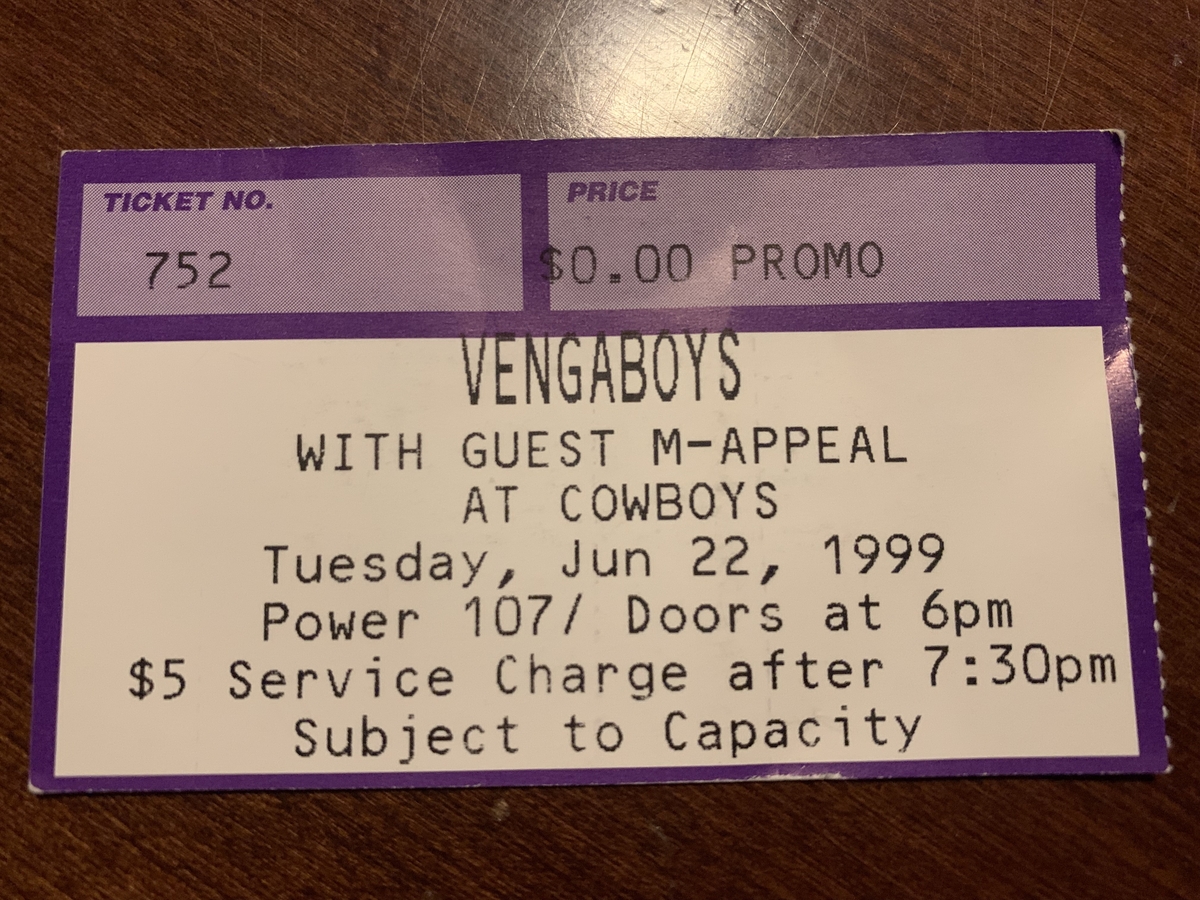 TICKET NO.
752
PRICE
$0.00 PROMO
VENGABOYS
WITH GUEST M-APPEAL
AT COWBOYS
Tuesday, Jun 22, 1999
Power 107/ Doors at 6pm
$5 Service Charge after 7:30pm
Subject to Capacity